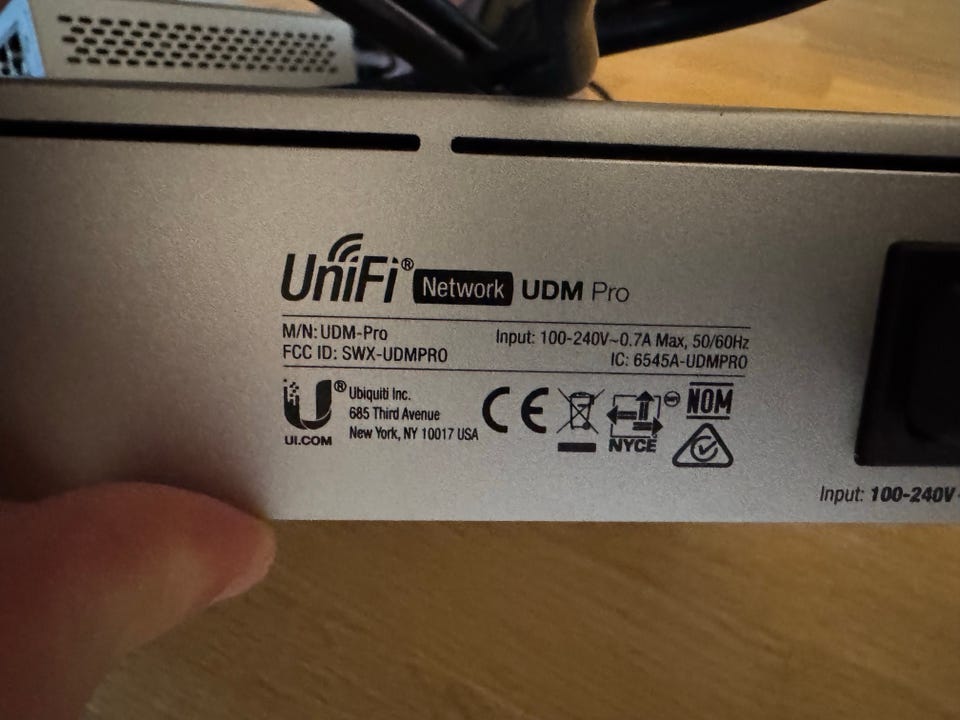 UniFi® Network UDM Pro
M/N: UDM-Pro
Input: 100-240V~0.7A Max, 50/60Hz
FCC ID: SWX-UDMPRO
IC: 6545A-UDMPRO
U®
UI.COM
Ubiquiti Inc.
685 Third Avenue
New York, NY 10017 USA
CE
NYCE
NOM
Input: 100-240V~